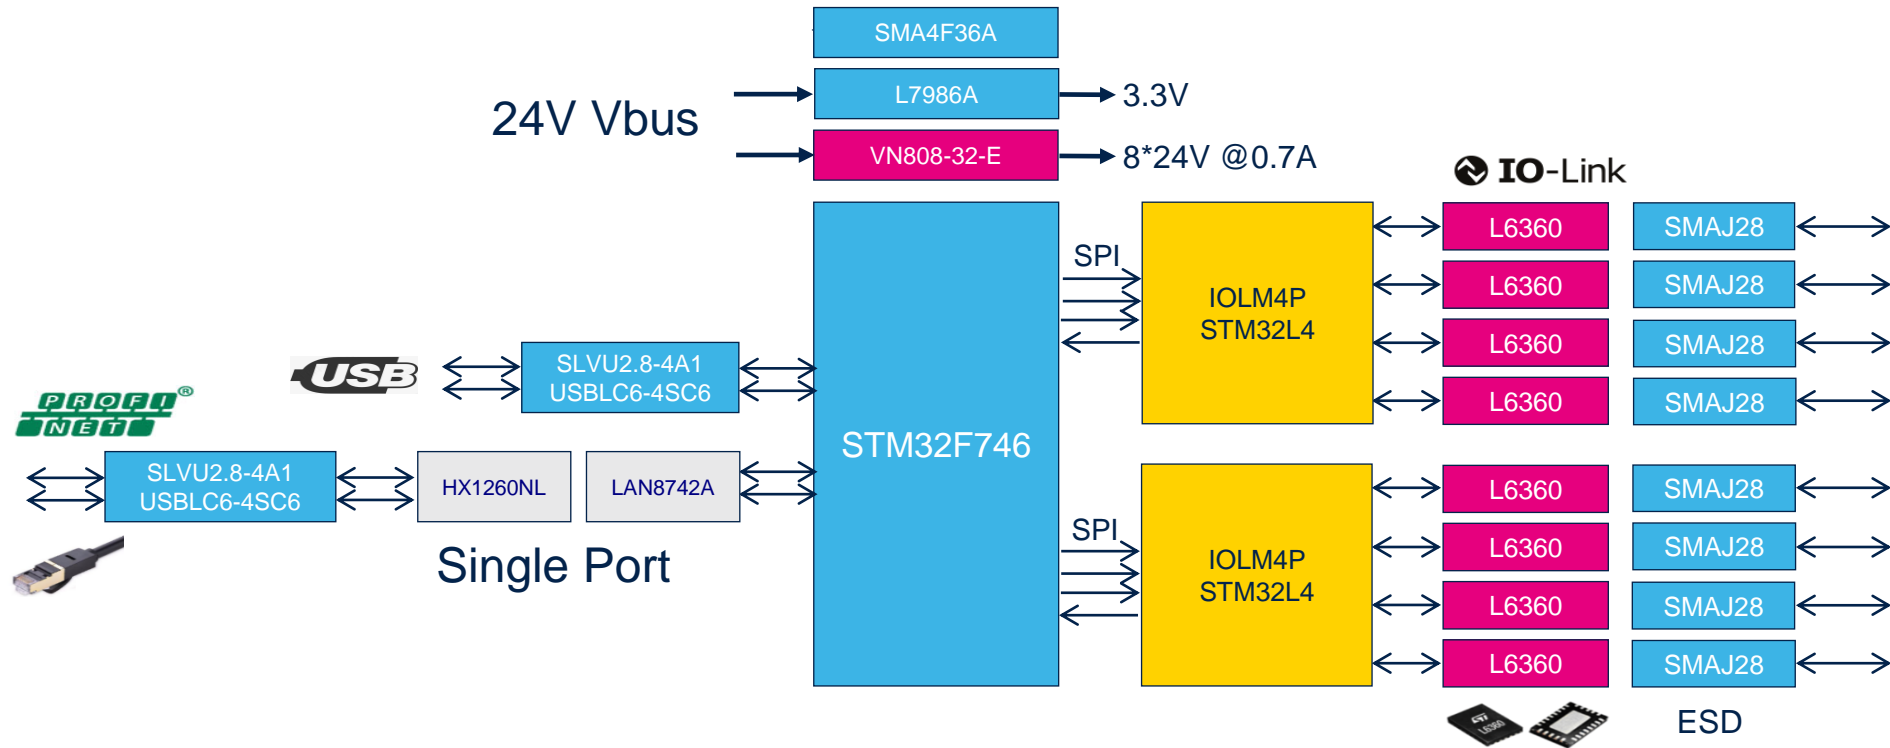 SMA4F36A
24V Vbus
L7986A
3.3V
VN808-32-E
8*24V @0.7A
IO-Link
STM32F746
SPI
IOLM4P
STM32L4
L6360
SMAJ28
L6360
SMAJ28
L6360
SMAJ28
L6360
SMAJ28
USB
SLVU2.8-4A1
USBLC6-4SC6
PROFI®
NET
SLVU2.8-4A1
USBLC6-4SC6
HX1260NL
LAN8742A
Single Port
SPI
IOLM4P
STM32L4
L6360
SMAJ28
L6360
SMAJ28
L6360
SMAJ28
L6360
SMAJ28
L6360
ESD